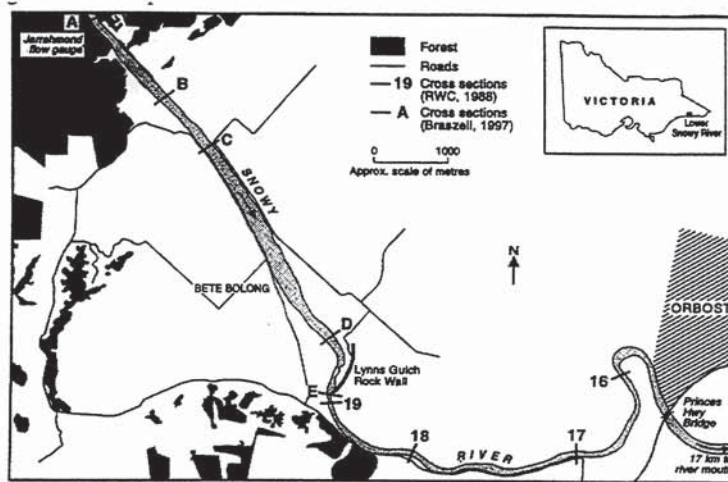 A
Jarrahmond
flow gauge
B
C
SNOWY
BETE BOLONG
D
Lynns Gulch
Rock Wall
E
19
18
RIVER
17
16
N
Forest
Roads
19 Cross sections
(RWC, 1988)
A Cross sections
(Braszell, 1997)
0 1000
Approx. scale of metres
VICTORIA
Lower
Snowy River
ORBOST
Princes
Hwy
Bridge
17 km
river mout